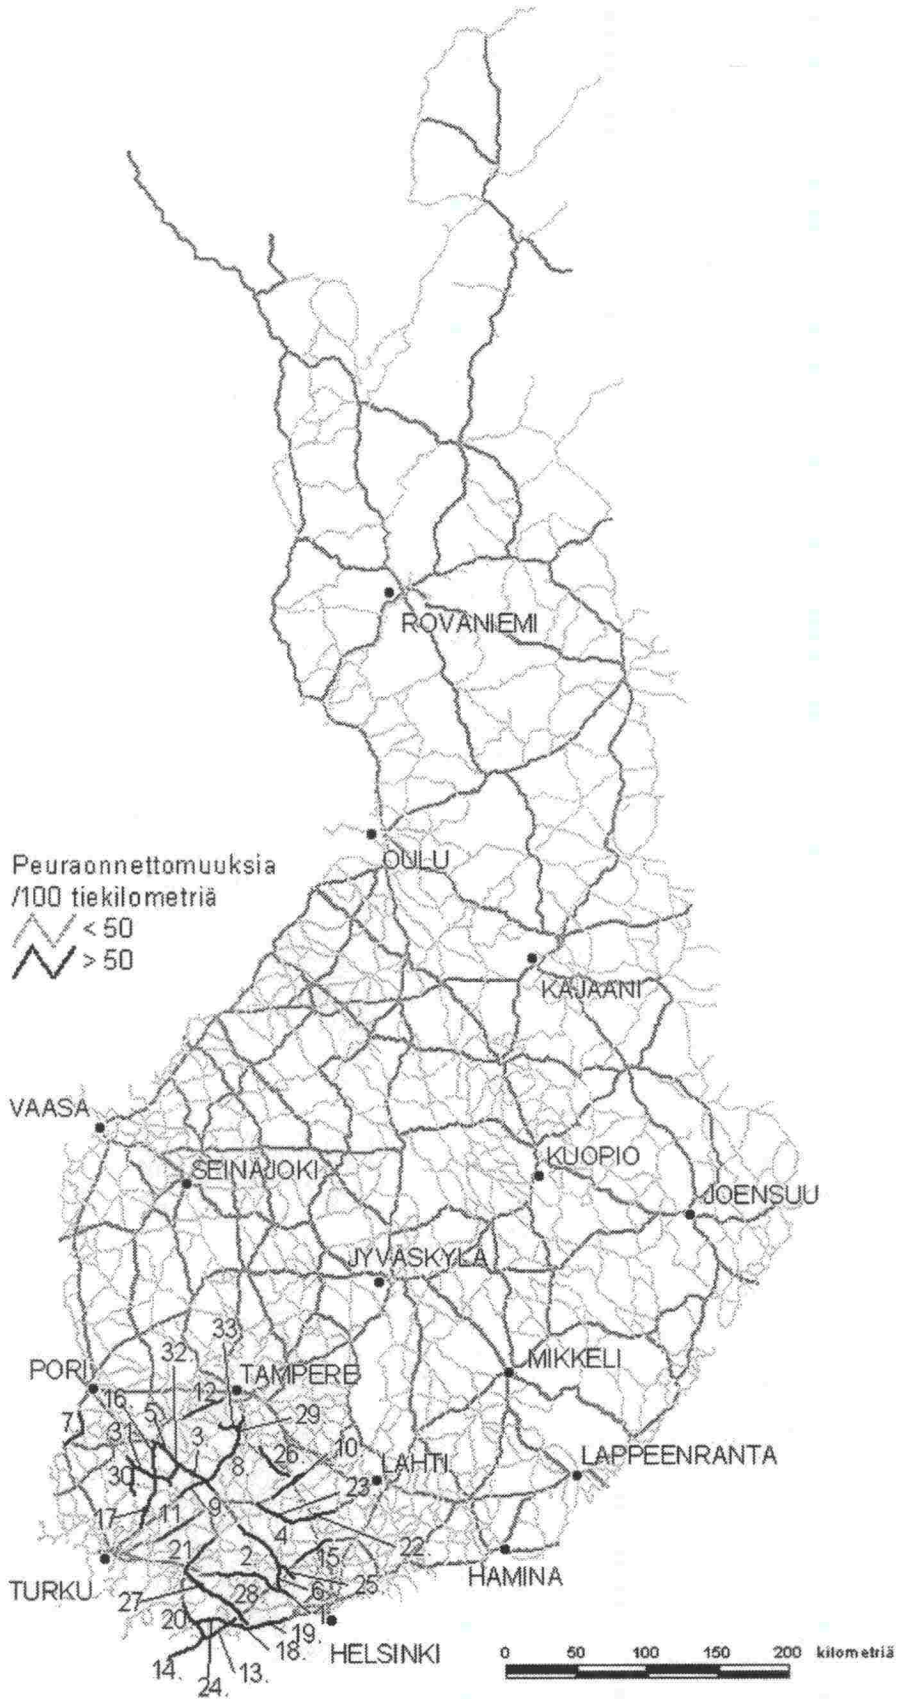 ROVANIEMI
OULU
Peuraonnettomuuksia
/100 tiekilometriä
< 50
> 50
KAJAANI
VAASA
SEINÄJOKI
KUOPIO
JOENSUU
JYVÄSKYLÄ
33.
32.
MIKKELI
PORI
TAMPERE
16.
12.
5.
7.
29.
31.
3.
26.
10.
LAPPEENRANTA
30.
8.
LAHTI
23.
17.
11.
9.
4.
22.
21.
2.
15.
HAMINA
TURKU
27.
28.
6.
25.
20.
1.
19.
18.
HELSINKI
14.
13.
24.
0 50 100 150 200 kilometriä